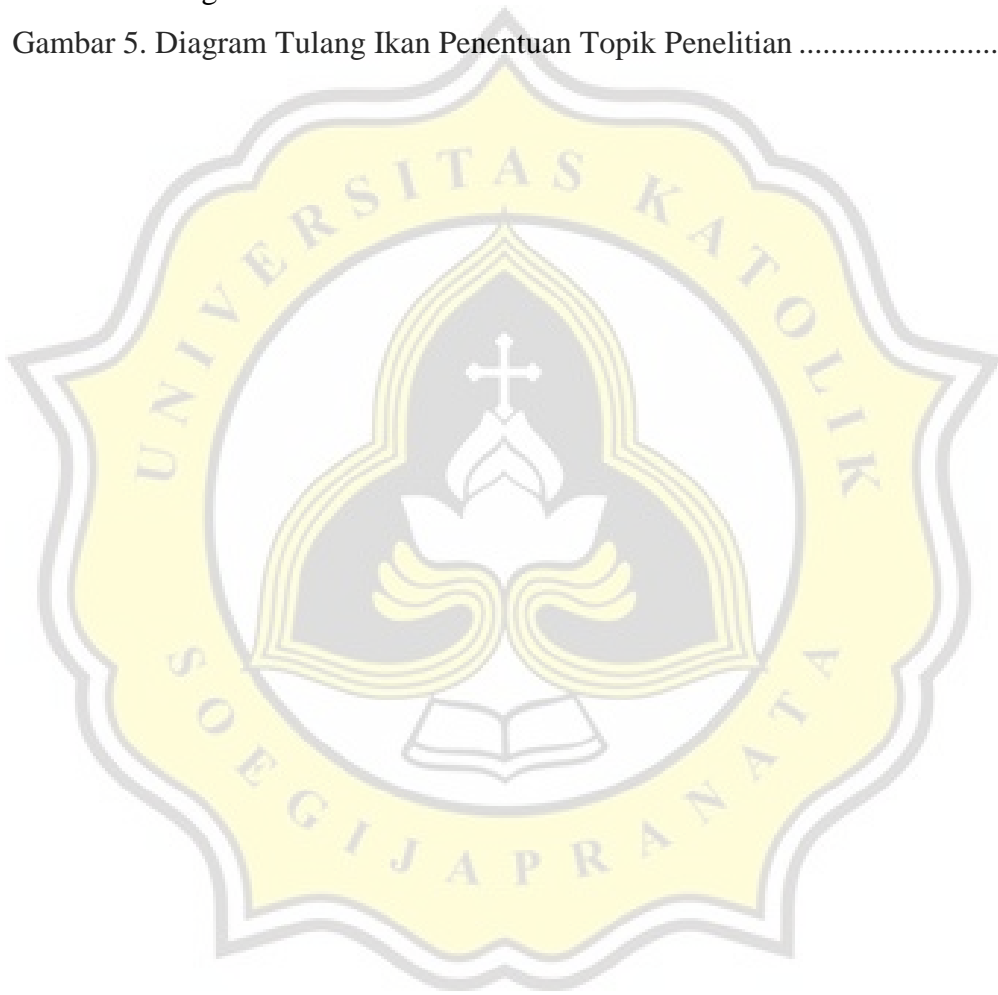 Gambar 5. Diagram Tulang Ikan Penentuan Topik Penelitian .........................
UNIVERSITAS KATOLIK
SOEGIJAPRANATA